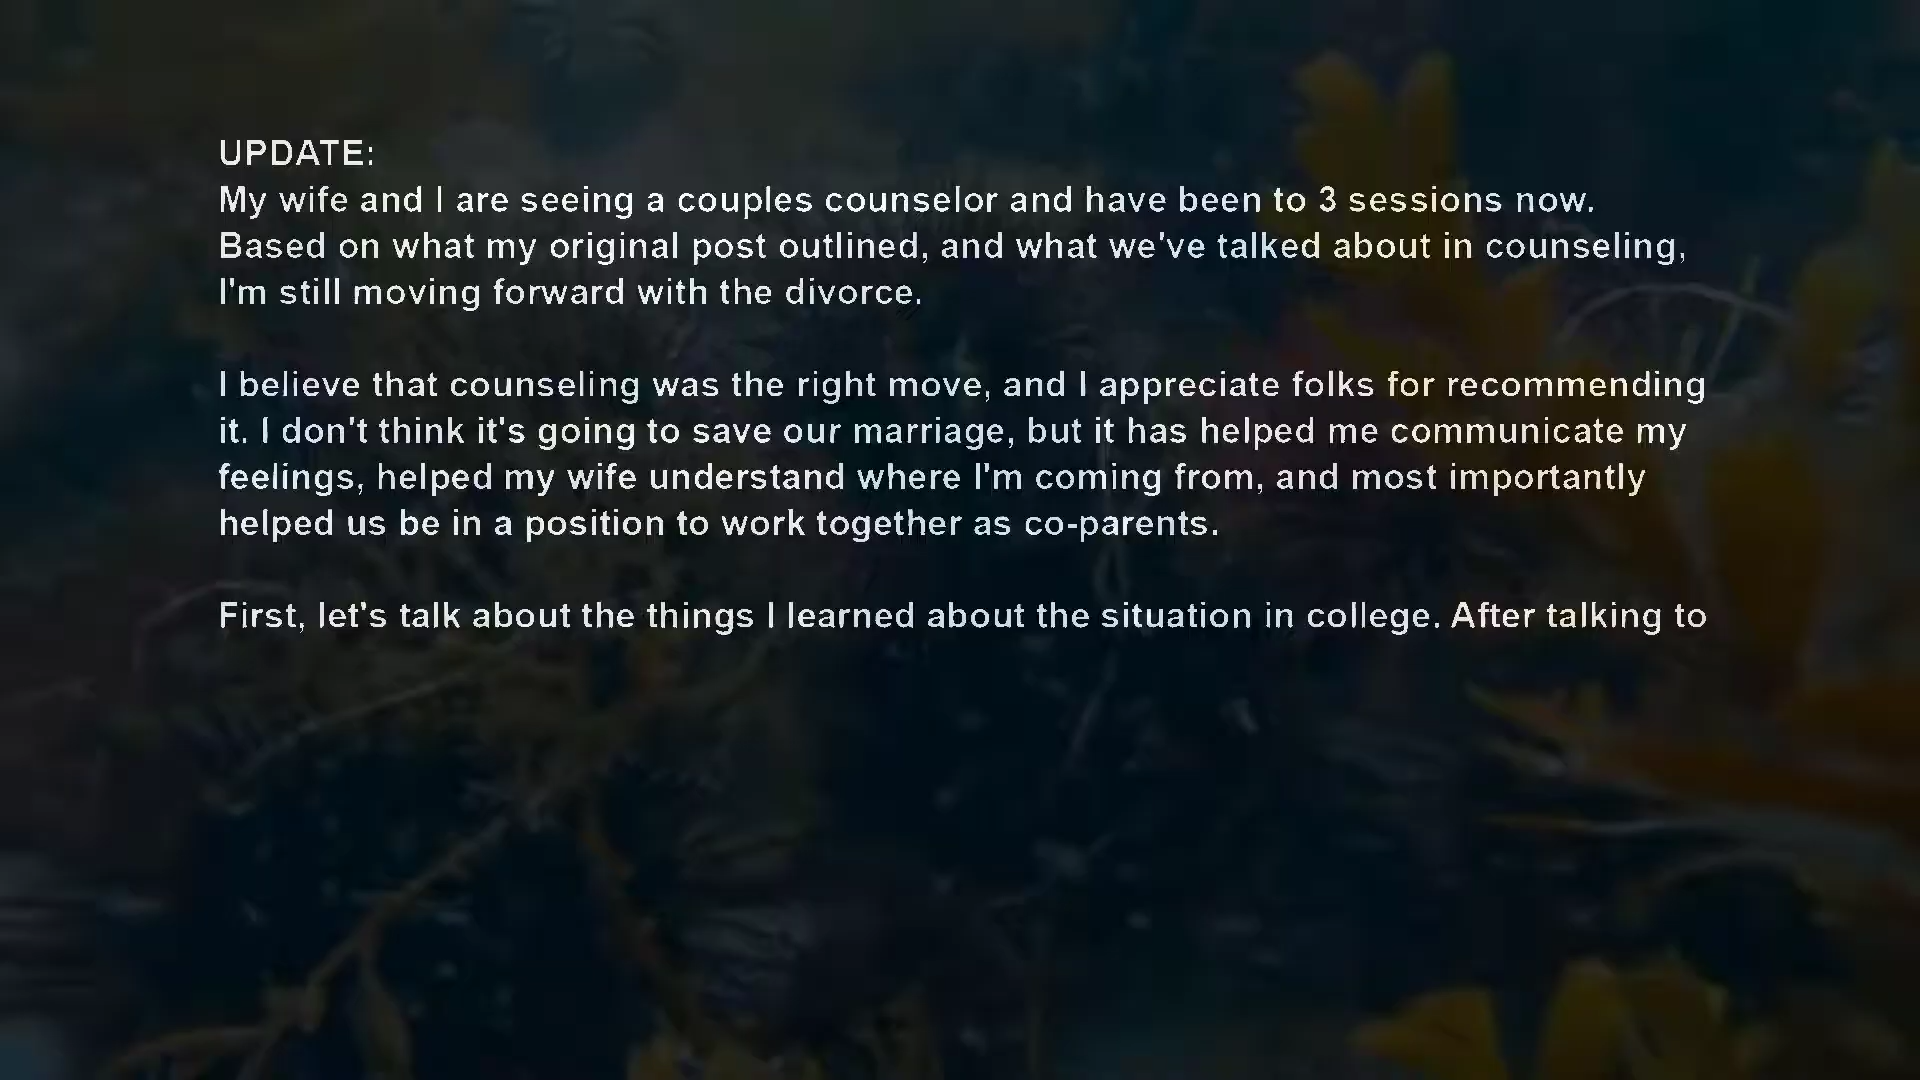 UPDATE:
My wife and I are seeing a couples counselor and have been to 3 sessions now.
Based on what my original post outlined, and what we've talked about in counseling,
I'm still moving forward with the divorce.
I believe that counseling was the right move, and I appreciate folks for recommending
it. I don't think it's going to save our marriage, but it has helped me communicate my
feelings, helped my wife understand where I'm coming from, and most importantly
helped us be in a position to work together as co-parents.
First, let's talk about the things I learned about the situation in college. After talking to